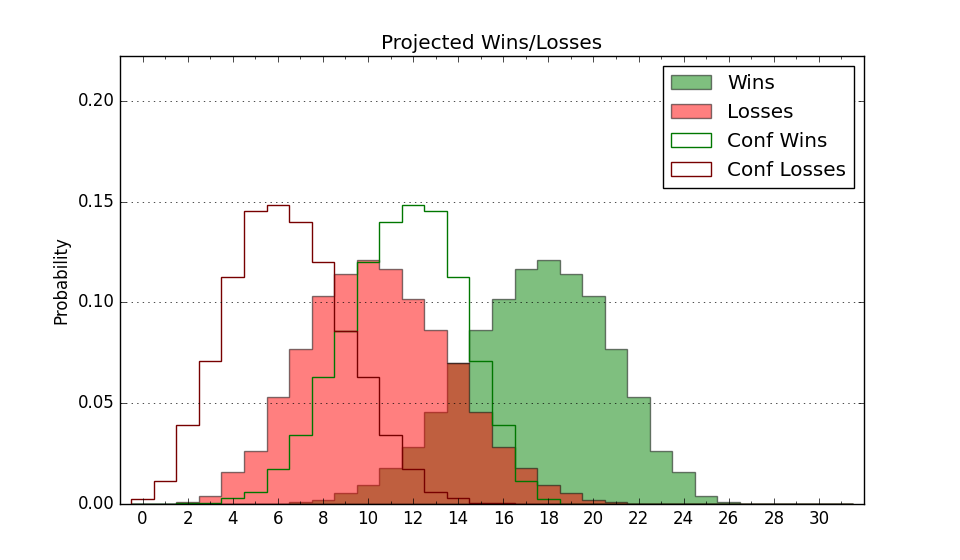 Projected Wins/Losses
Wins
Losses
Conf Wins
Conf Losses
Probability
0.20
0.15
0.10
0.05
0.00
0 2 4 6 8 10 12 14 16 18 20 22 24 26 28 30